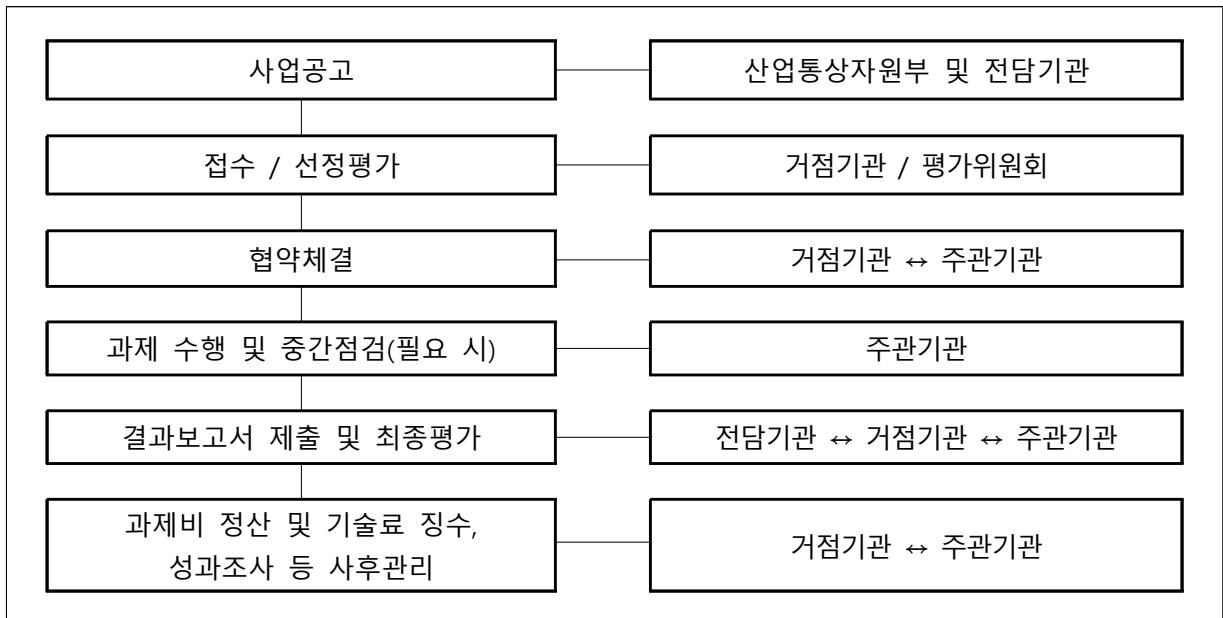 사업공고
산업통상자원부 및 전담기관
접수 / 선정평가
거점기관 / 평가위원회
협약체결
거점기관 ↔ 주관기관
과제 수행 및 중간점검(필요 시)
주관기관
결과보고서 제출 및 최종평가
전담기관 ↔ 거점기관 ↔ 주관기관
과제비 정산 및 기술료 징수,
성과조사 등 사후관리
거점기관 ↔ 주관기관